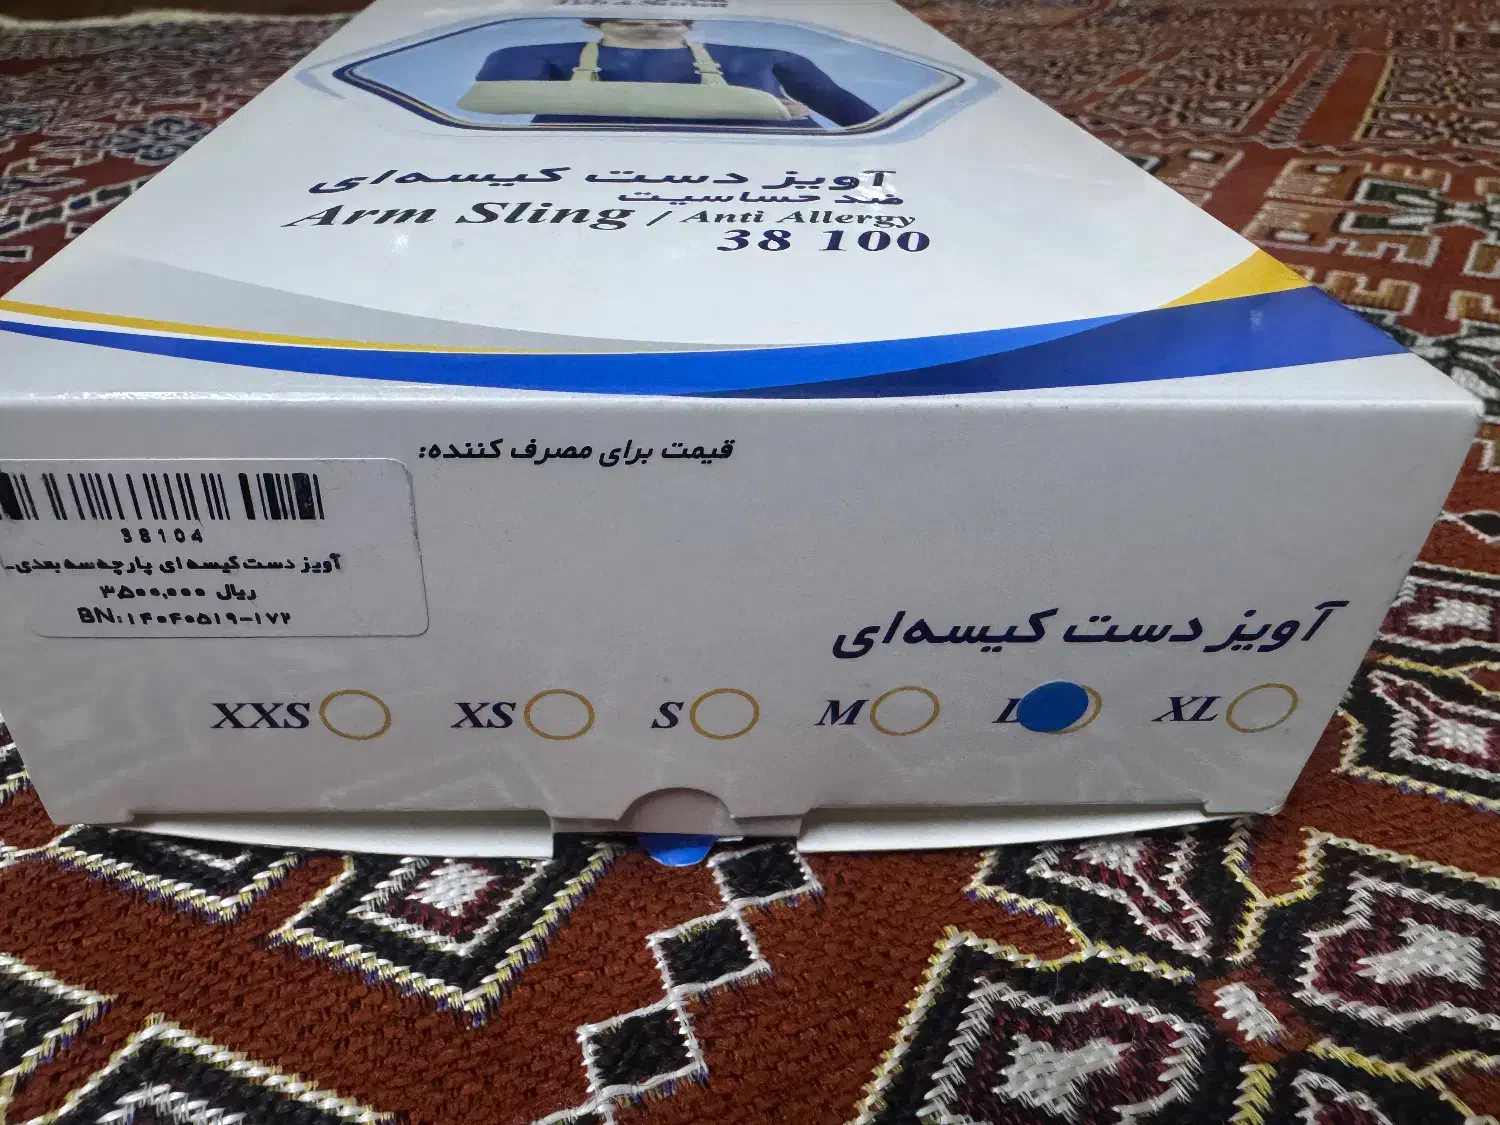 آویز دست کیسه‌ای
ضد حساسیت
Arm Sling / Anti Allergy
38 100
قیمت برای مصرف کننده:
38104
آویز دست کیسه ای پارچه سه بعدی-
ریال ۳۵۰۰,۰۰۰
BN:۱۴۰۴۰۵۱۹-۱۷۲
آویز دست کیسه‌ای
XXS XS S M L XL